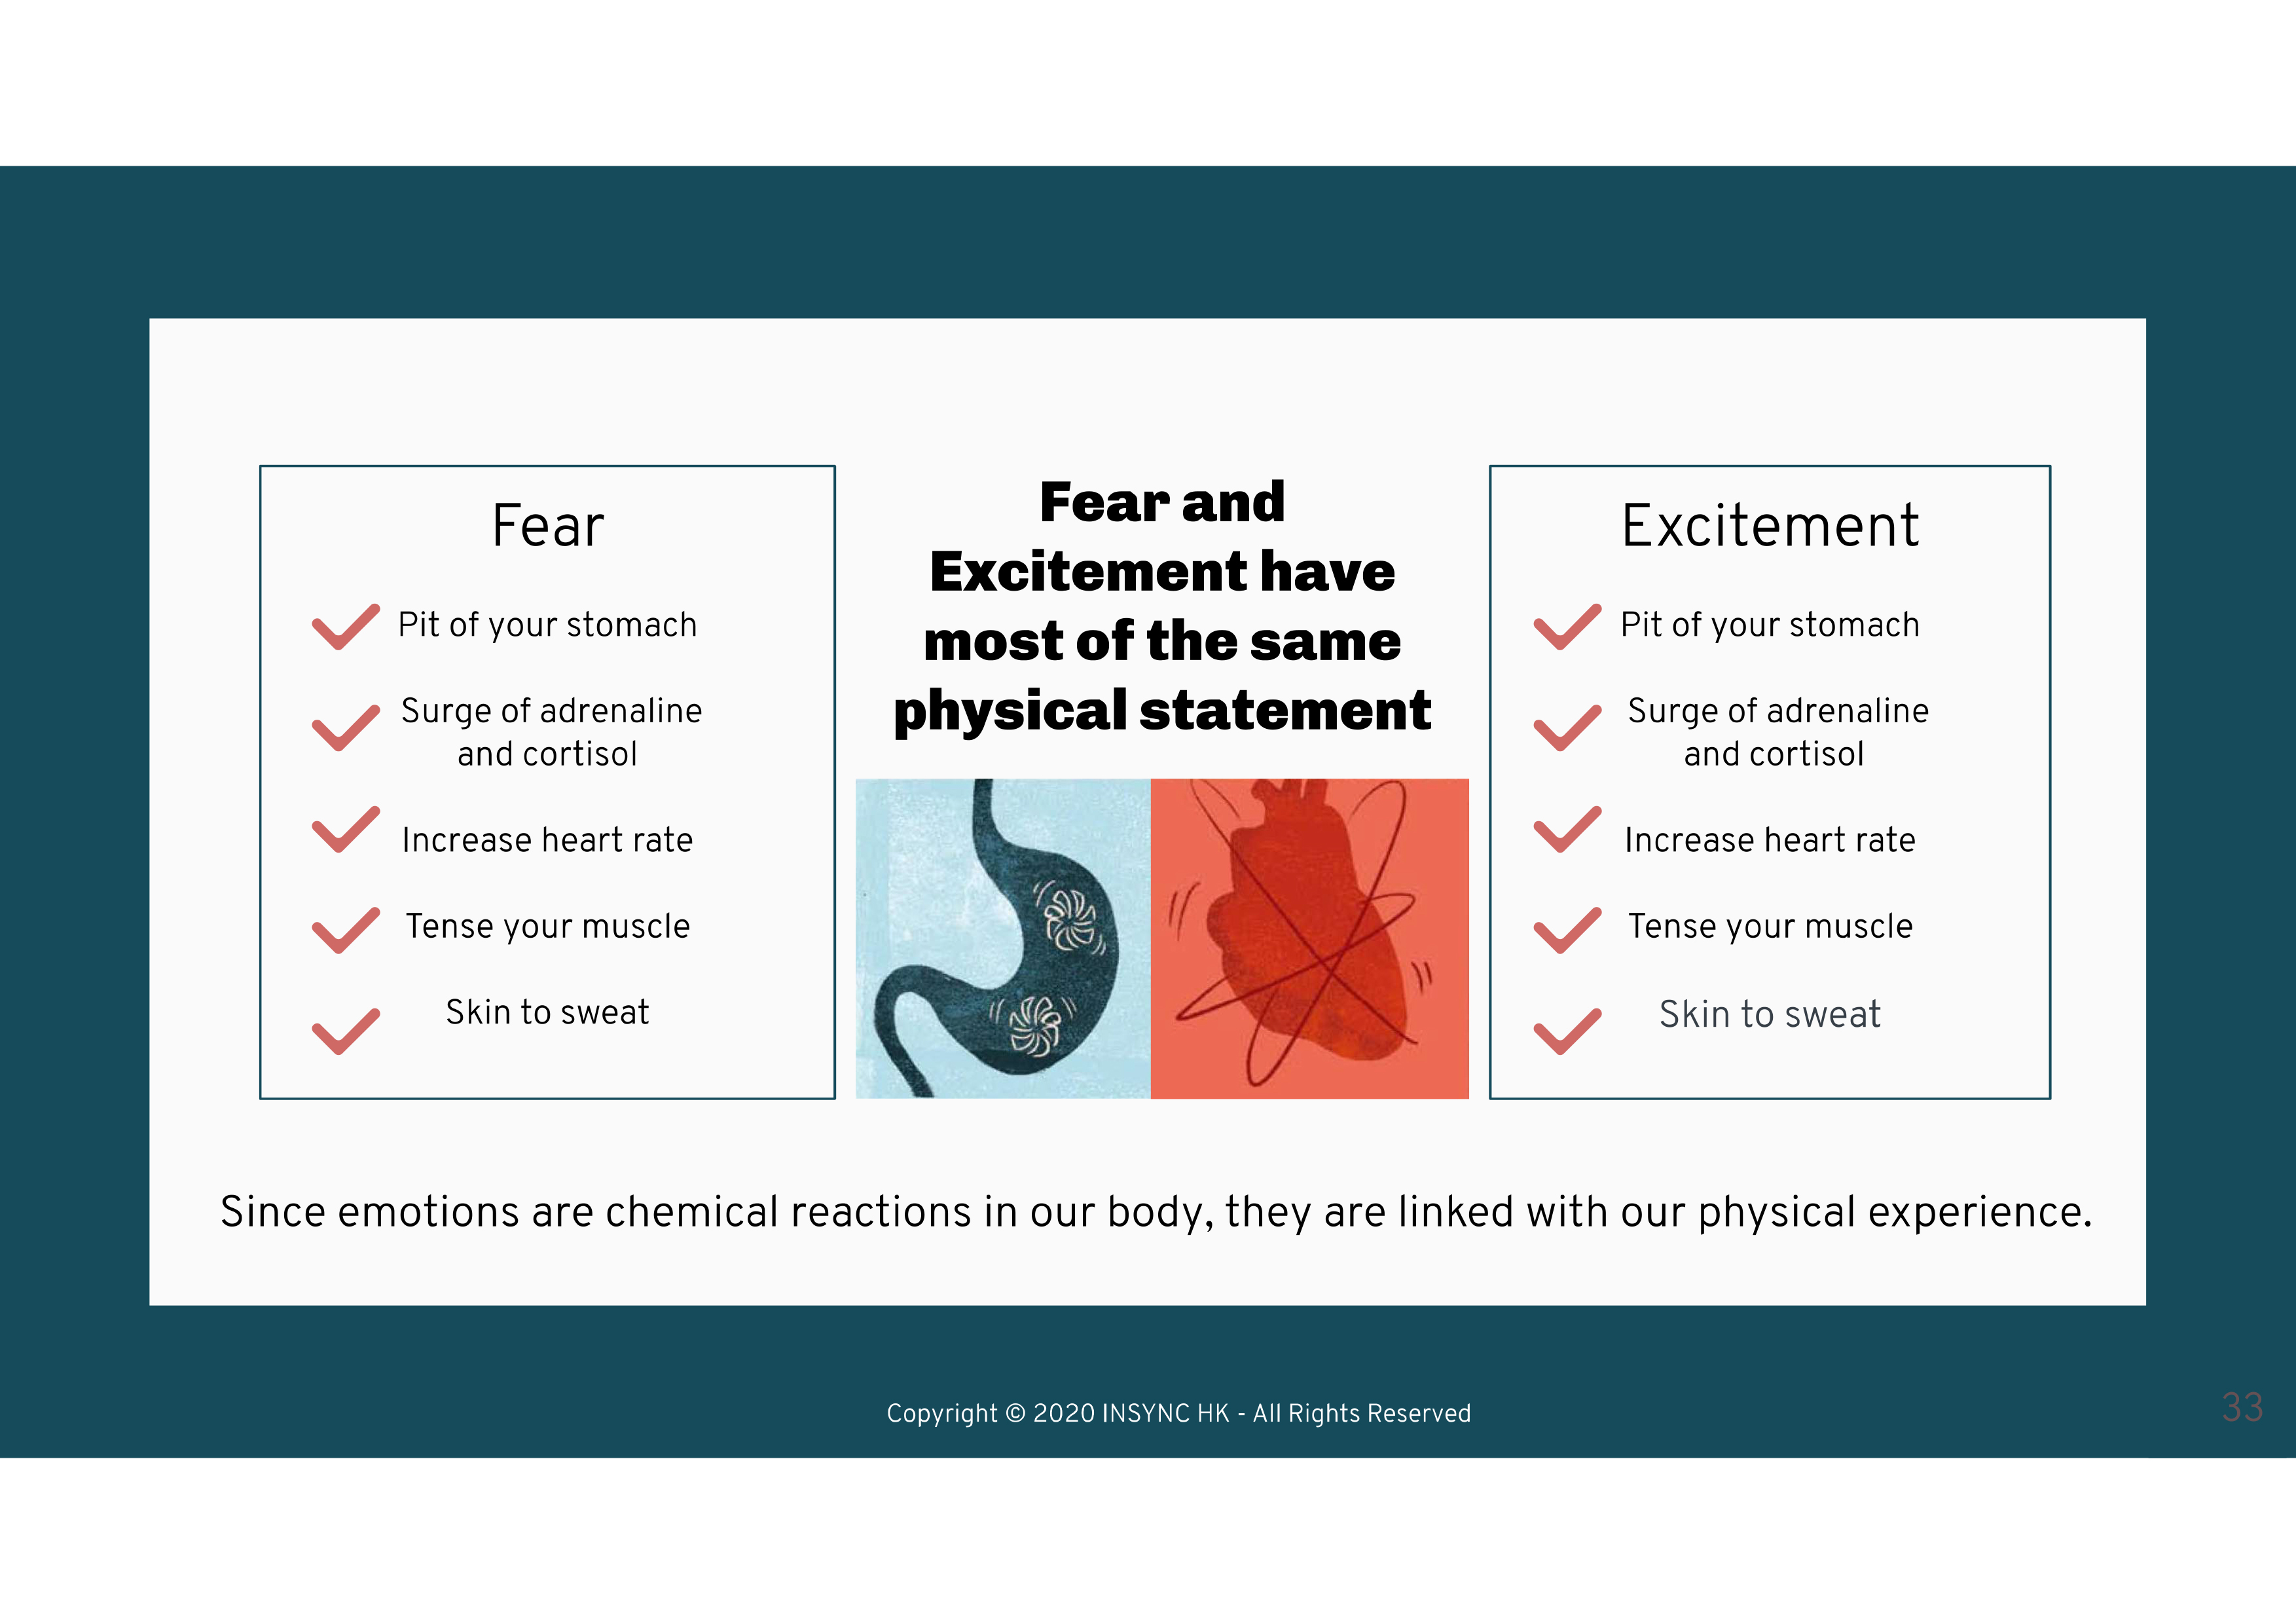 Fear
Pit of your stomach
Surge of adrenaline
and cortisol
Increase heart rate
Tense your muscle
Skin to sweat
Fear and
Excitement have
most of the same
physical statement
Excitement
Pit of your stomach
Surge of adrenaline
and cortisol
Increase heart rate
Tense your muscle
Skin to sweat
Since emotions are chemical reactions in our body, they are linked with our physical experience.
Copyright © 2020 INSYNC HK - All Rights Reserved
33